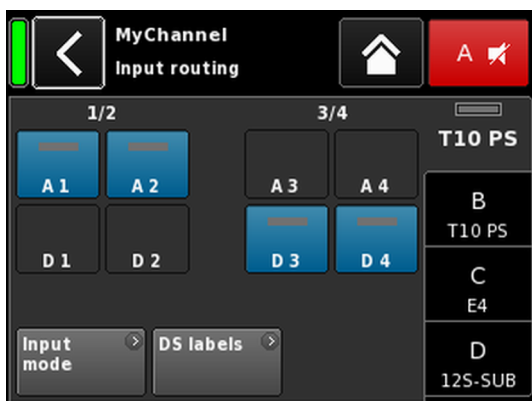 MyChannel
Input routing
A
1/2
3/4
T10 PS
A 1
A 2
A 3
A 4
B
T10 PS
D 1
D 2
D 3
D 4
C
E4
Input
mode
DS labels
D
12S-SUB